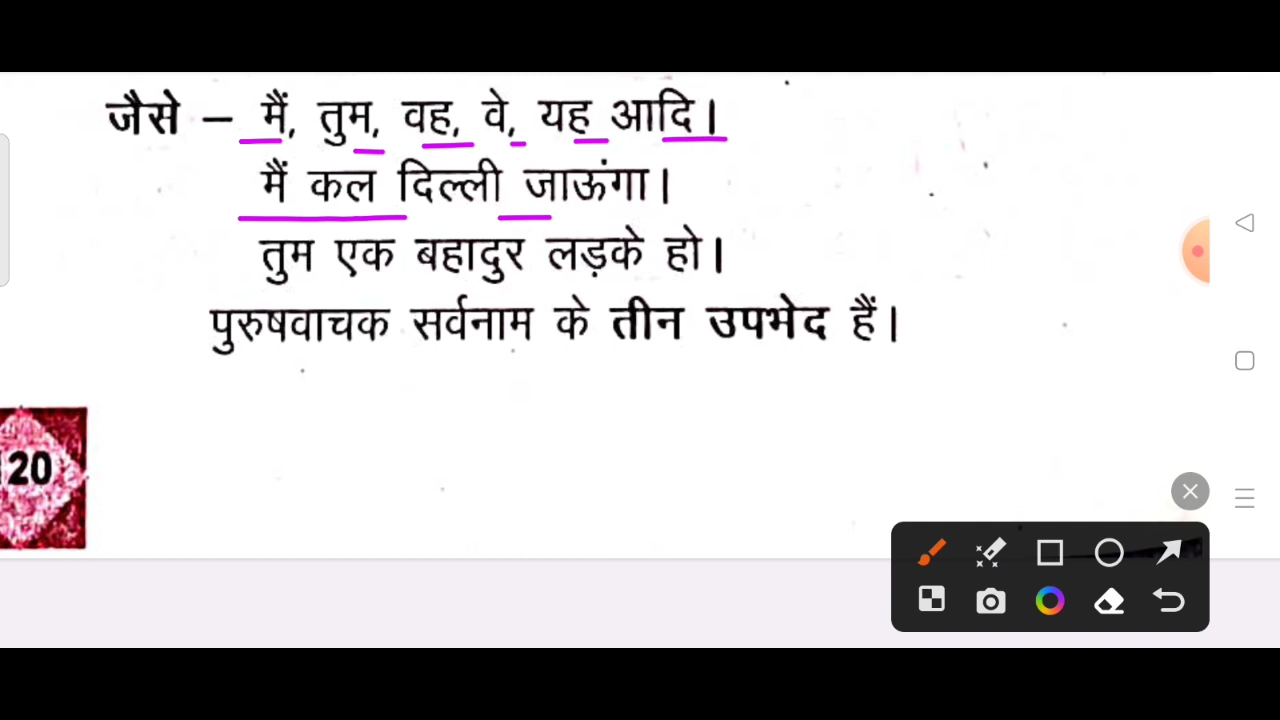 जैसे – मैं, तुम, वह, वे, यह आदि।
मैं कल दिल्ली जाऊंगा।
तुम एक बहादुर लड़के हो।
पुरुषवाचक सर्वनाम के तीन उपभेद हैं।
20